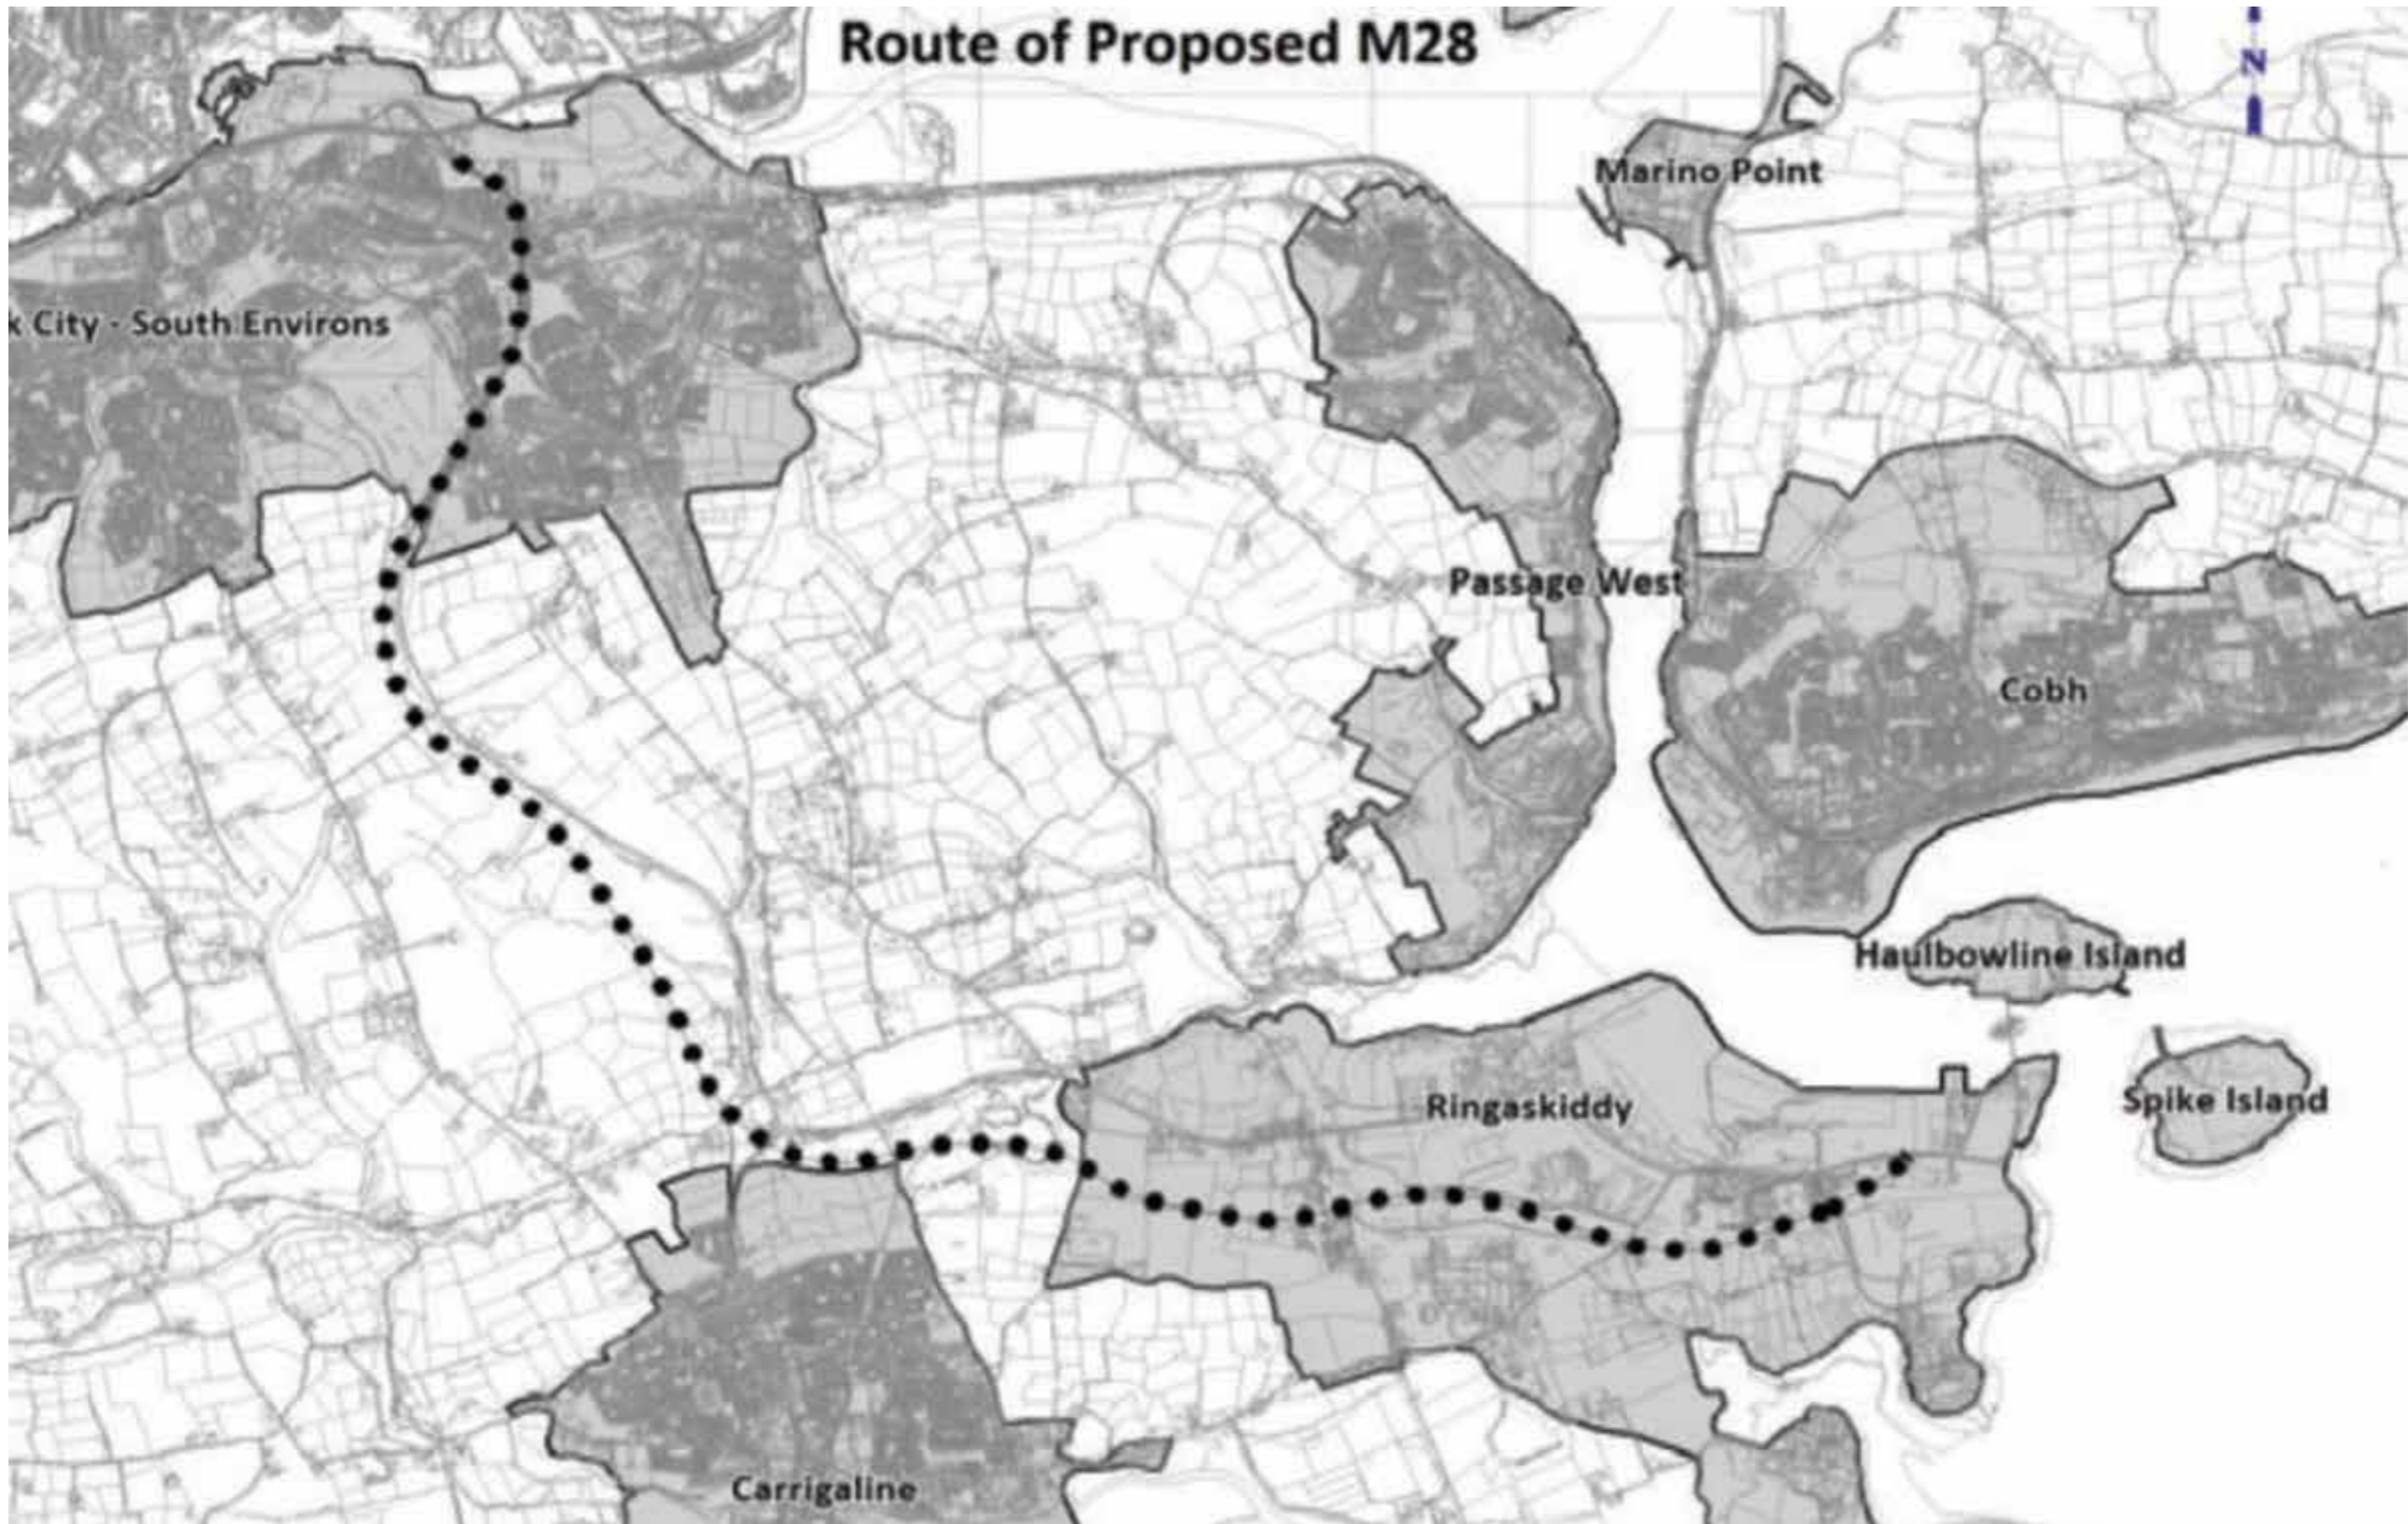 Route of Proposed M28
N
Marino Point
k City - South Environs
Passage West
Cobh
Haulbowline Island
Spike Island
Ringaskiddy
Carrigaline